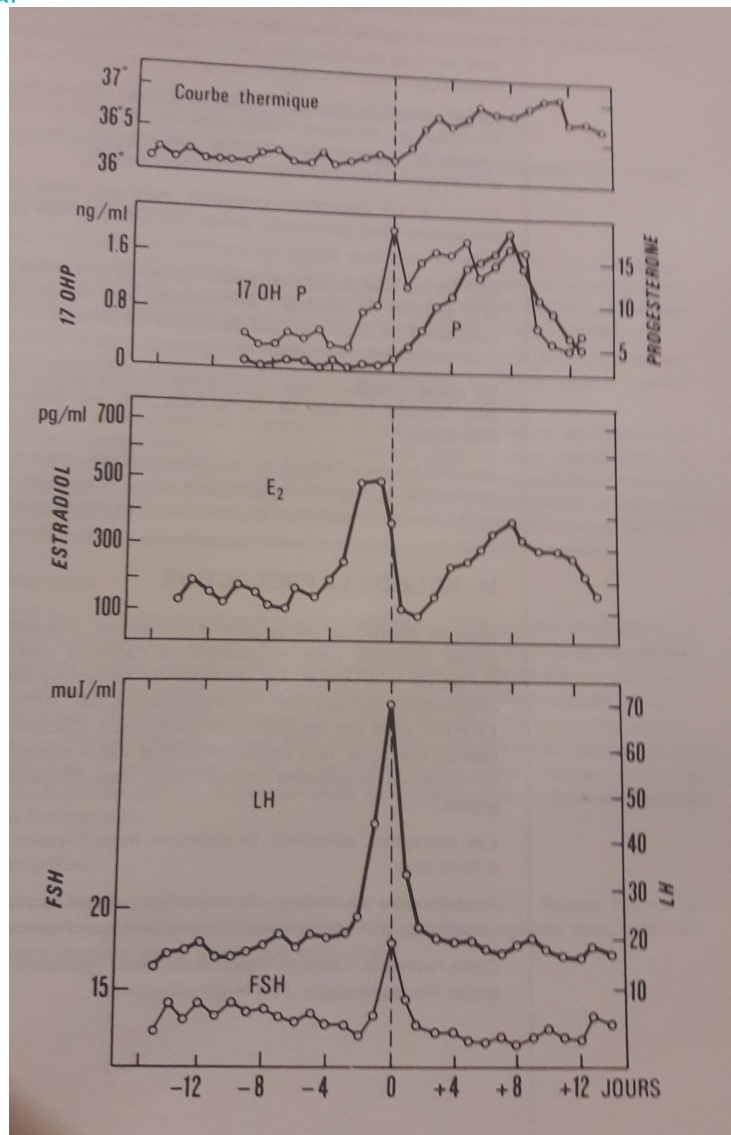 37°
Courbe thermique
36°5
36°
ng/ml
1.6
15
17 OHP
17 OH P
PROGESTERONE
0.8
10
P
0
5
pg/ml 700
500
E₂
ESTRADIOL
300
100
muI/ml
70
60
LH
50
40
FSH
30
LH
20
20
FSH
15
10
−12 −8 −4 0 +4 +8 +12 JOURS